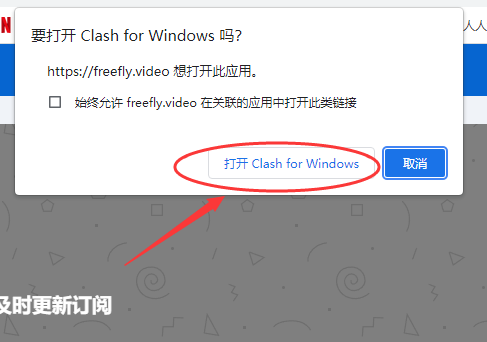 要打开 Clash for Windows 吗?
N
https://freefly.video 想打开此应用。
始终允许 freefly.video 在关联的应用中打开此类链接
打开 Clash for Windows
取消
及时更新订阅